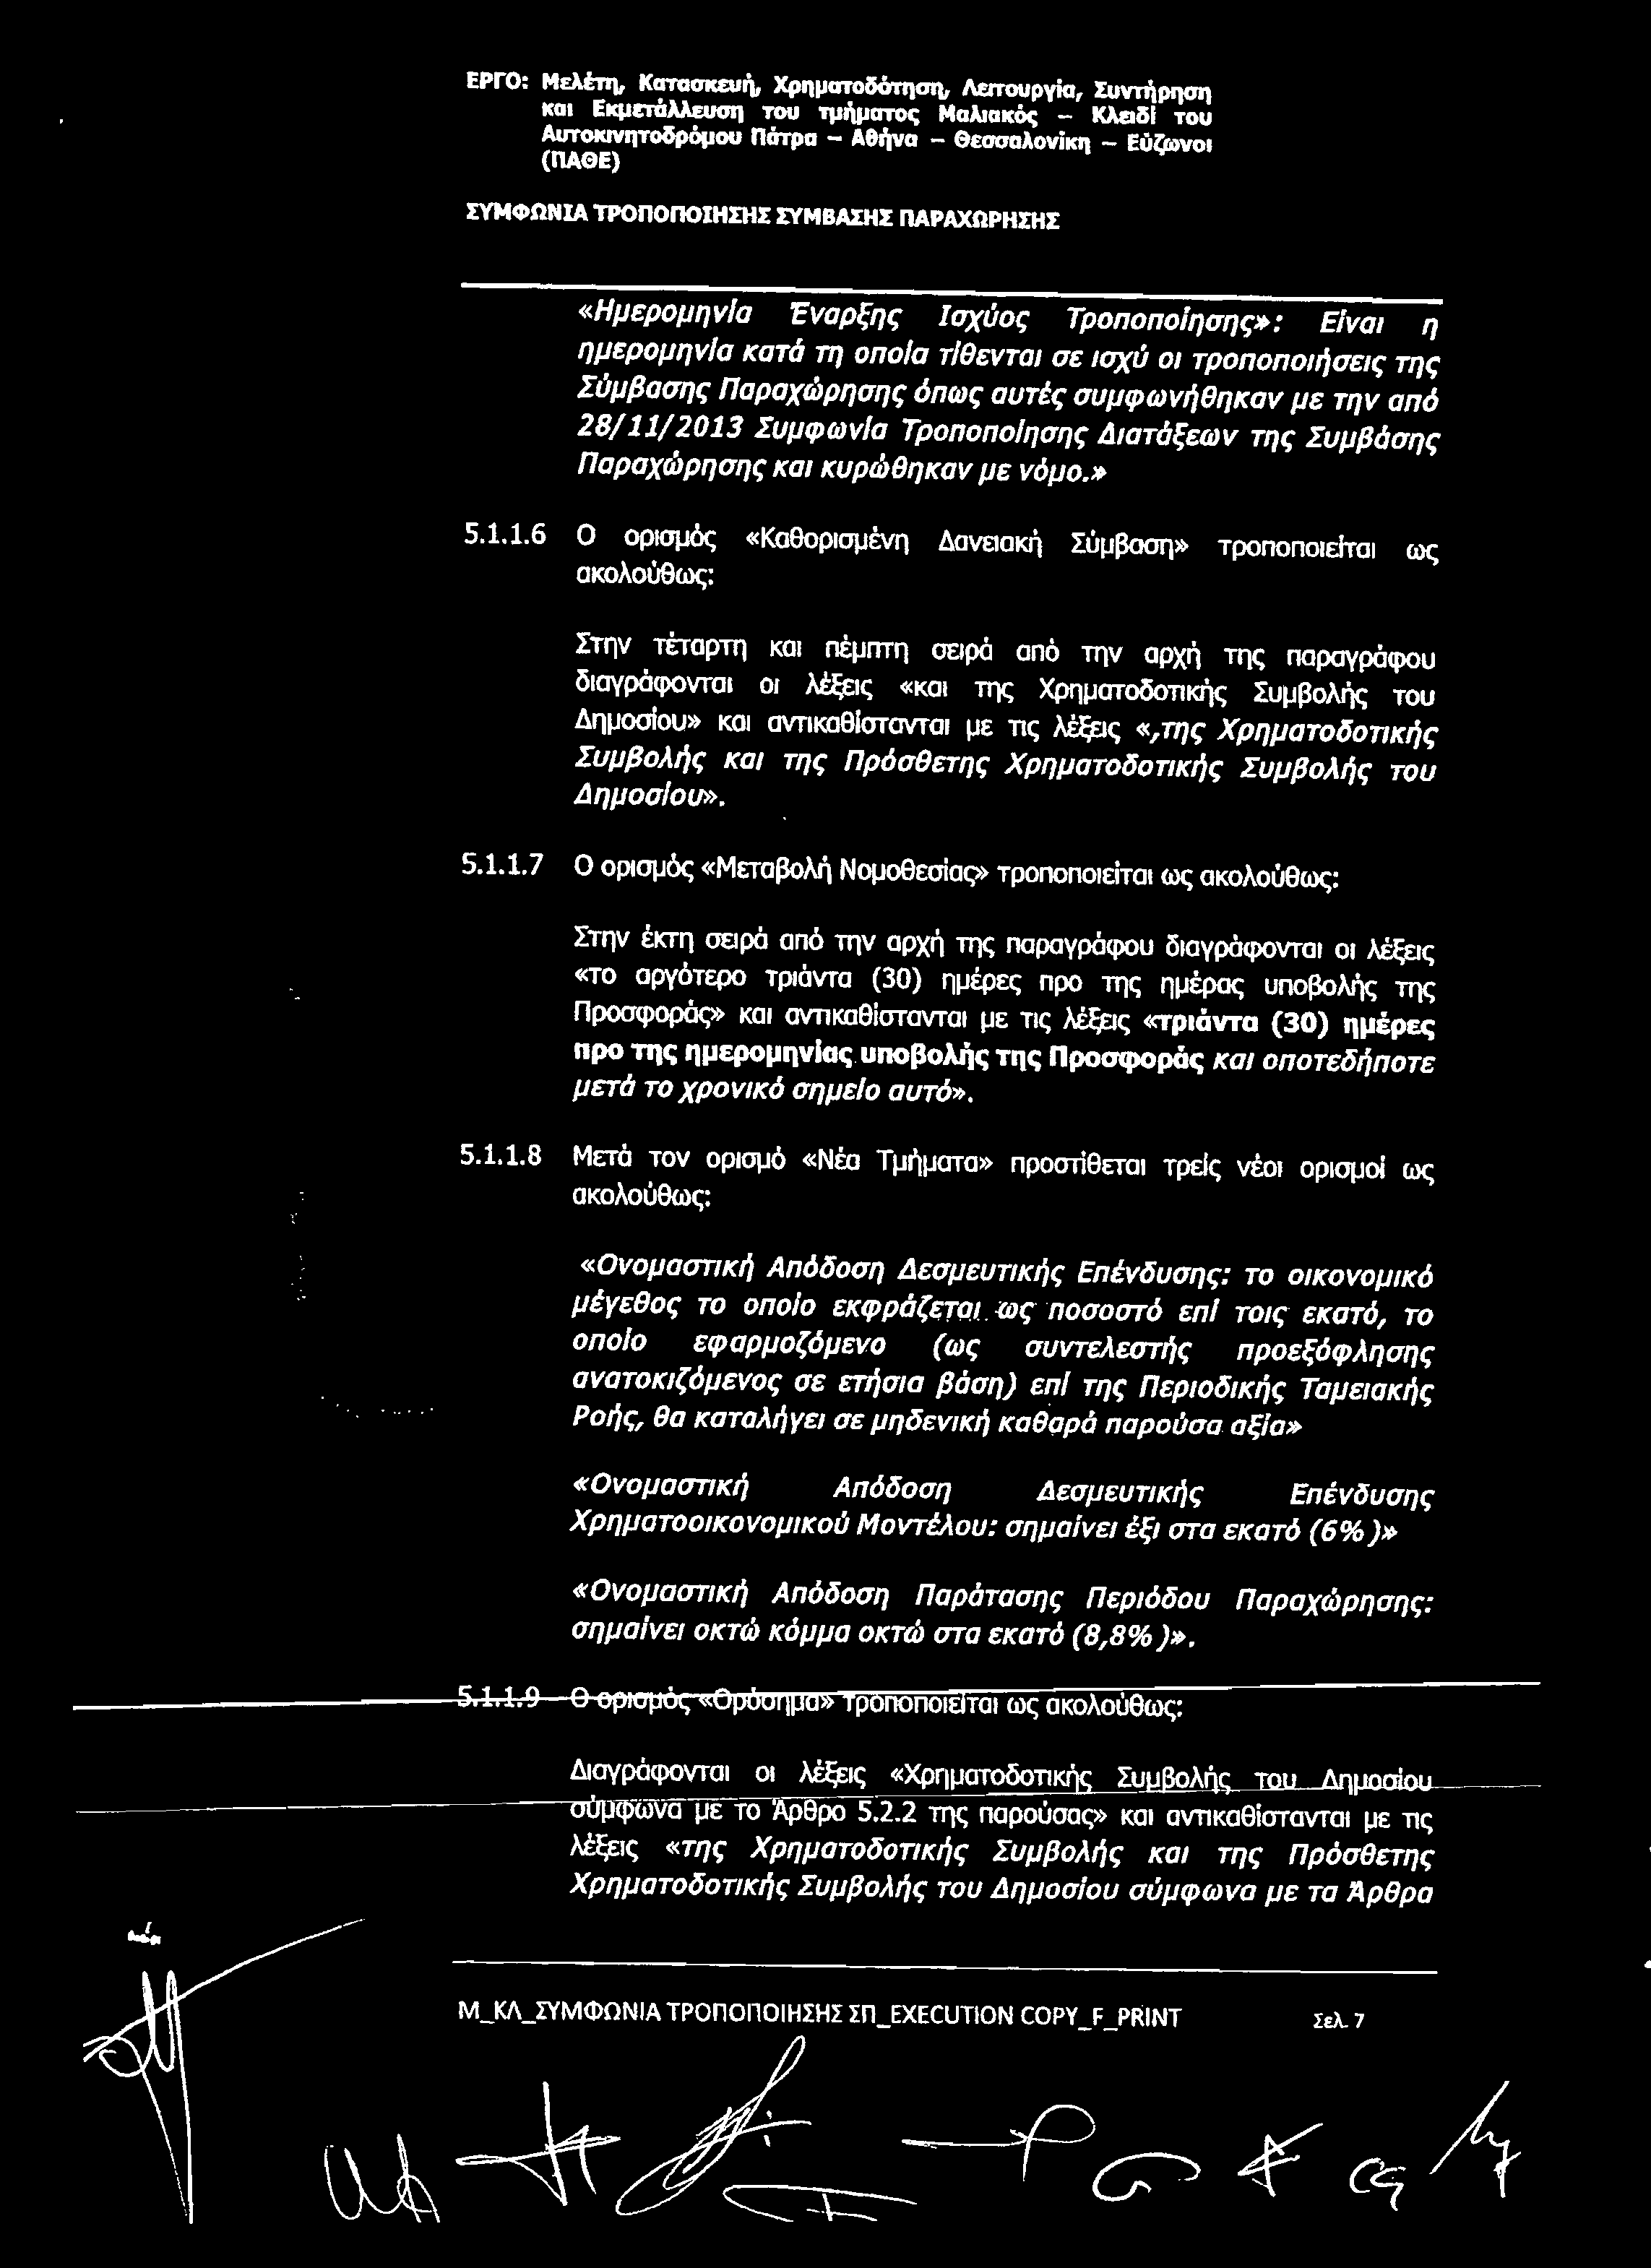 ΕΡΓΟ: Μελέτη, Κατασκευή, Χρηματοδότηση, Λειτουργία, Συντήρηση
και Εκμετάλλευση του τμήματος Μαλιακός – Κλειδί του
Αυτοκινητοδρόμου Πάτρα – Αθήνα – Θεσσαλονίκη – Εύζωνοι
(ΠΑΘΕ)
ΣΥΜΦΩΝΙΑ ΤΡΟΠΟΠΟΙΗΣΗΣ ΣΥΜΒΑΣΗΣ ΠΑΡΑΧΩΡΗΣΗΣ
«Ημερομηνία Έναρξης Ισχύος Τροποποίησης»: Είναι η
ημερομηνία κατά τη οποία τίθενται σε ισχύ οι τροποποιήσεις της
Σύμβασης Παραχώρησης όπως αυτές συμφωνήθηκαν με την από
28/11/2013 Συμφωνία Τροποποίησης Διατάξεων της Συμβάσης
Παραχώρησης και κυρώθηκαν με νόμο.»
5.1.1.6 Ο ορισμός «Καθορισμένη Δανειακή Σύμβαση» τροποποιείται ως
ακολούθως:
Στην τέταρτη και πέμπτη σειρά από την αρχή της παραγράφου
διαγράφονται οι λέξεις «και της Χρηματοδοτικής Συμβολής του
Δημοσίου» και αντικαθίστανται με τις λέξεις «,της Χρηματοδοτικής
Συμβολής και της Πρόσθετης Χρηματοδοτικής Συμβολής του
Δημοσίου».
5.1.1.7 Ο ορισμός «Μεταβολή Νομοθεσίας» τροποποιείται ως ακολούθως:
Στην έκτη σειρά από την αρχή της παραγράφου διαγράφονται οι λέξεις
«το αργότερο τριάντα (30) ημέρες προ της ημέρας υποβολής της
Προσφοράς» και αντικαθίστανται με τις λέξεις «τριάντα (30) ημέρες
προ της ημερομηνίας υποβολής της Προσφοράς και οποτεδήποτε
μετά το χρονικό σημείο αυτό».
5.1.1.8 Μετά τον ορισμό «Νέα Τμήματα» προστίθεται τρείς νέοι ορισμοί ως
ακολούθως:
«Ονομαστική Απόδοση Δεσμευτικής Επένδυσης: το οικονομικό
μέγεθος το οποίο εκφράζεται ως ποσοστό επί τοις εκατό, το
οποίο εφαρμοζόμενο (ως συντελεστής προεξόφλησης
ανατοκιζόμενος σε ετήσια βάση) επί της Περιοδικής Ταμειακής
Ροής, θα καταλήγει σε μηδενική καθαρά παρούσα αξία»
«Ονομαστική Απόδοση Δεσμευτικής Επένδυσης
Χρηματοοικονομικού Μοντέλου: σημαίνει έξι στα εκατό (6%)»
«Ονομαστική Απόδοση Παράτασης Περιόδου Παραχώρησης:
σημαίνει οκτώ κόμμα οκτώ στα εκατό (8,8%)».
5.1.1.9 Ο ορισμός «Ορόσημα» τροποποιείται ως ακολούθως:
Διαγράφονται οι λέξεις «Χρηματοδοτικής Συμβολής του Δημοσίου
σύμφωνα με το Άρθρο 5.2.2 της παρούσας» και αντικαθίστανται με τις
λέξεις «της Χρηματοδοτικής Συμβολής και της Πρόσθετης
Χρηματοδοτικής Συμβολής του Δημοσίου σύμφωνα με τα Άρθρα
Μ_ΚΛ_ΣΥΜΦΩΝΙΑ ΤΡΟΠΟΠΟΙΗΣΗΣ ΣΠ_EXECUTION COPY_F_PRINT Σελ. 7